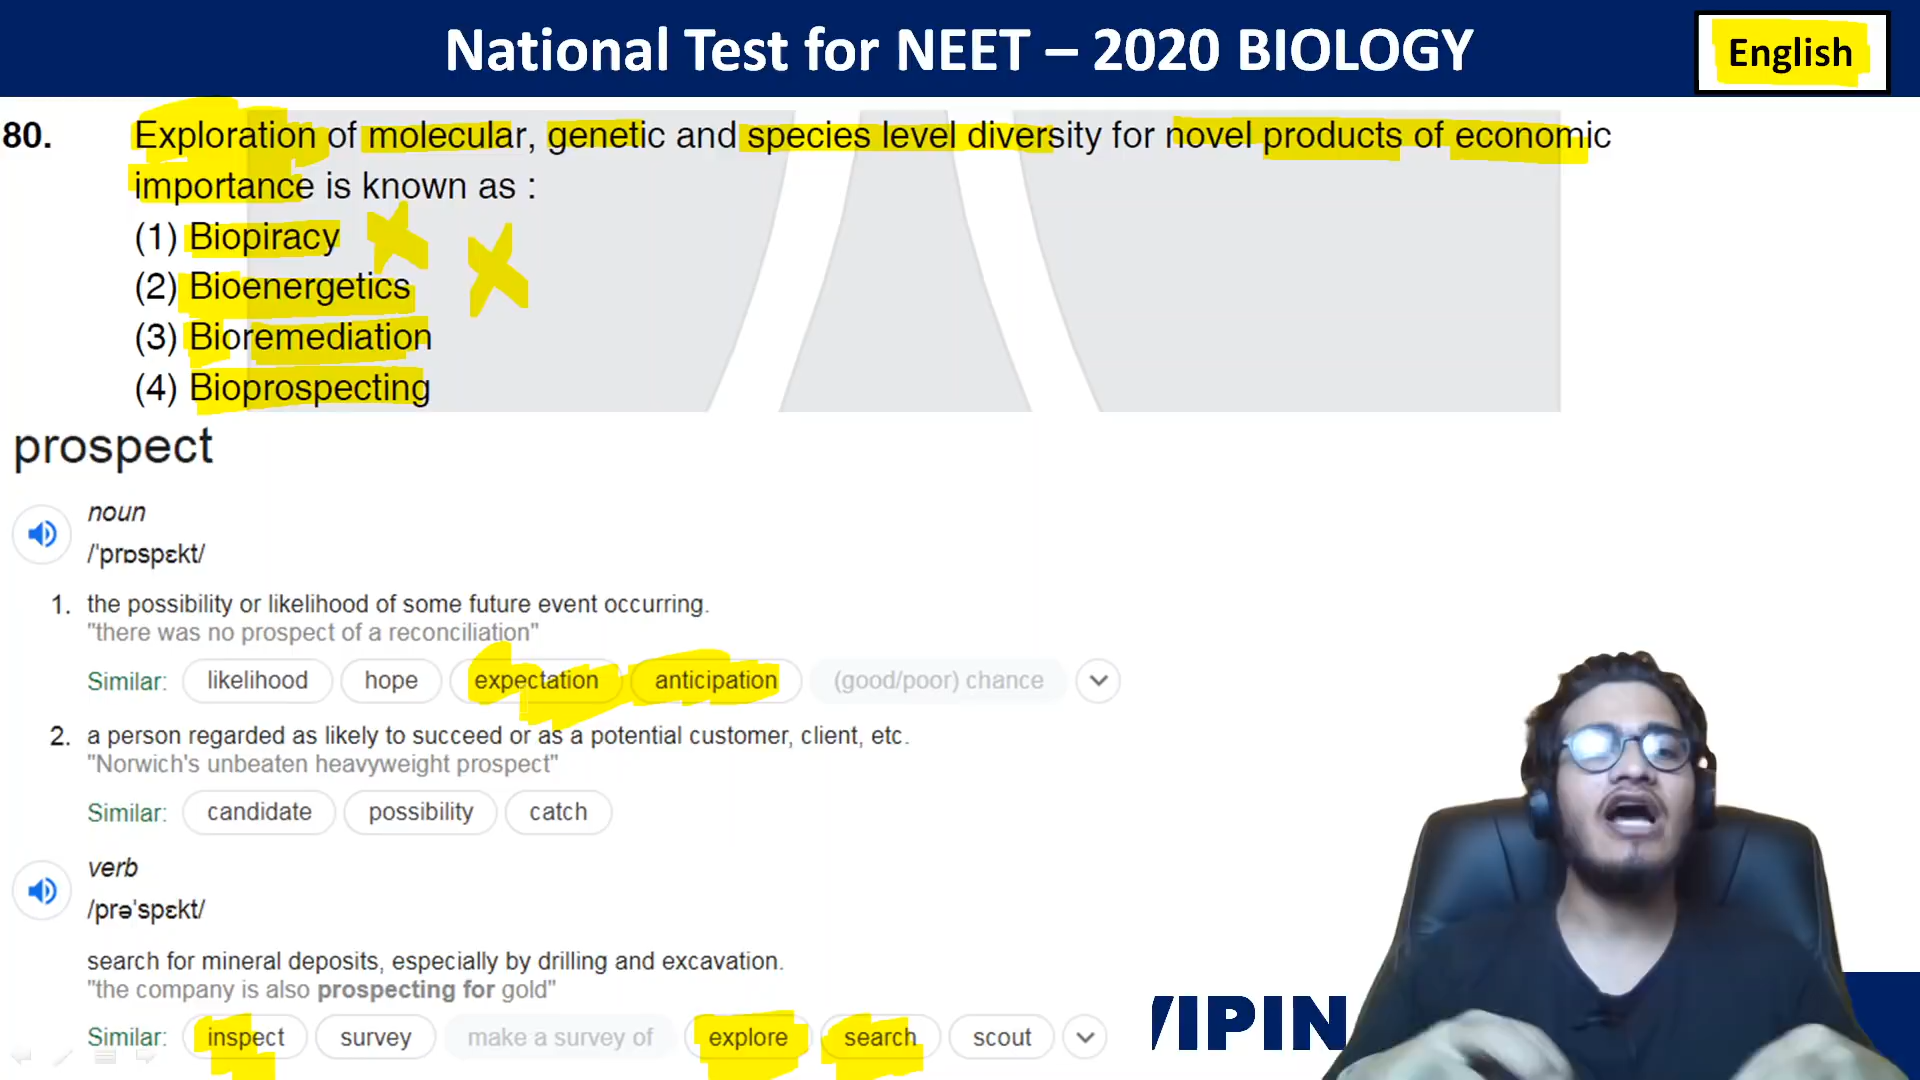 National Test for NEET – 2020 BIOLOGY
English
80. Exploration of molecular, genetic and species level diversity for novel products of economic
importance is known as :
(1) Biopiracy
(2) Bioenergetics
(3) Bioremediation
(4) Bioprospecting
prospect
noun
/ˈprɒspɛkt/
1. the possibility or likelihood of some future event occurring.
"there was no prospect of a reconciliation"
Similar: likelihood hope expectation anticipation (good/poor) chance
2. a person regarded as likely to succeed or as a potential customer, client, etc.
"Norwich's unbeaten heavyweight prospect"
Similar: candidate possibility catch
verb
/prəˈspɛkt/
search for mineral deposits, especially by drilling and excavation.
"the company is also prospecting for gold"
Similar: inspect survey make a survey of explore search scout
VIPIN